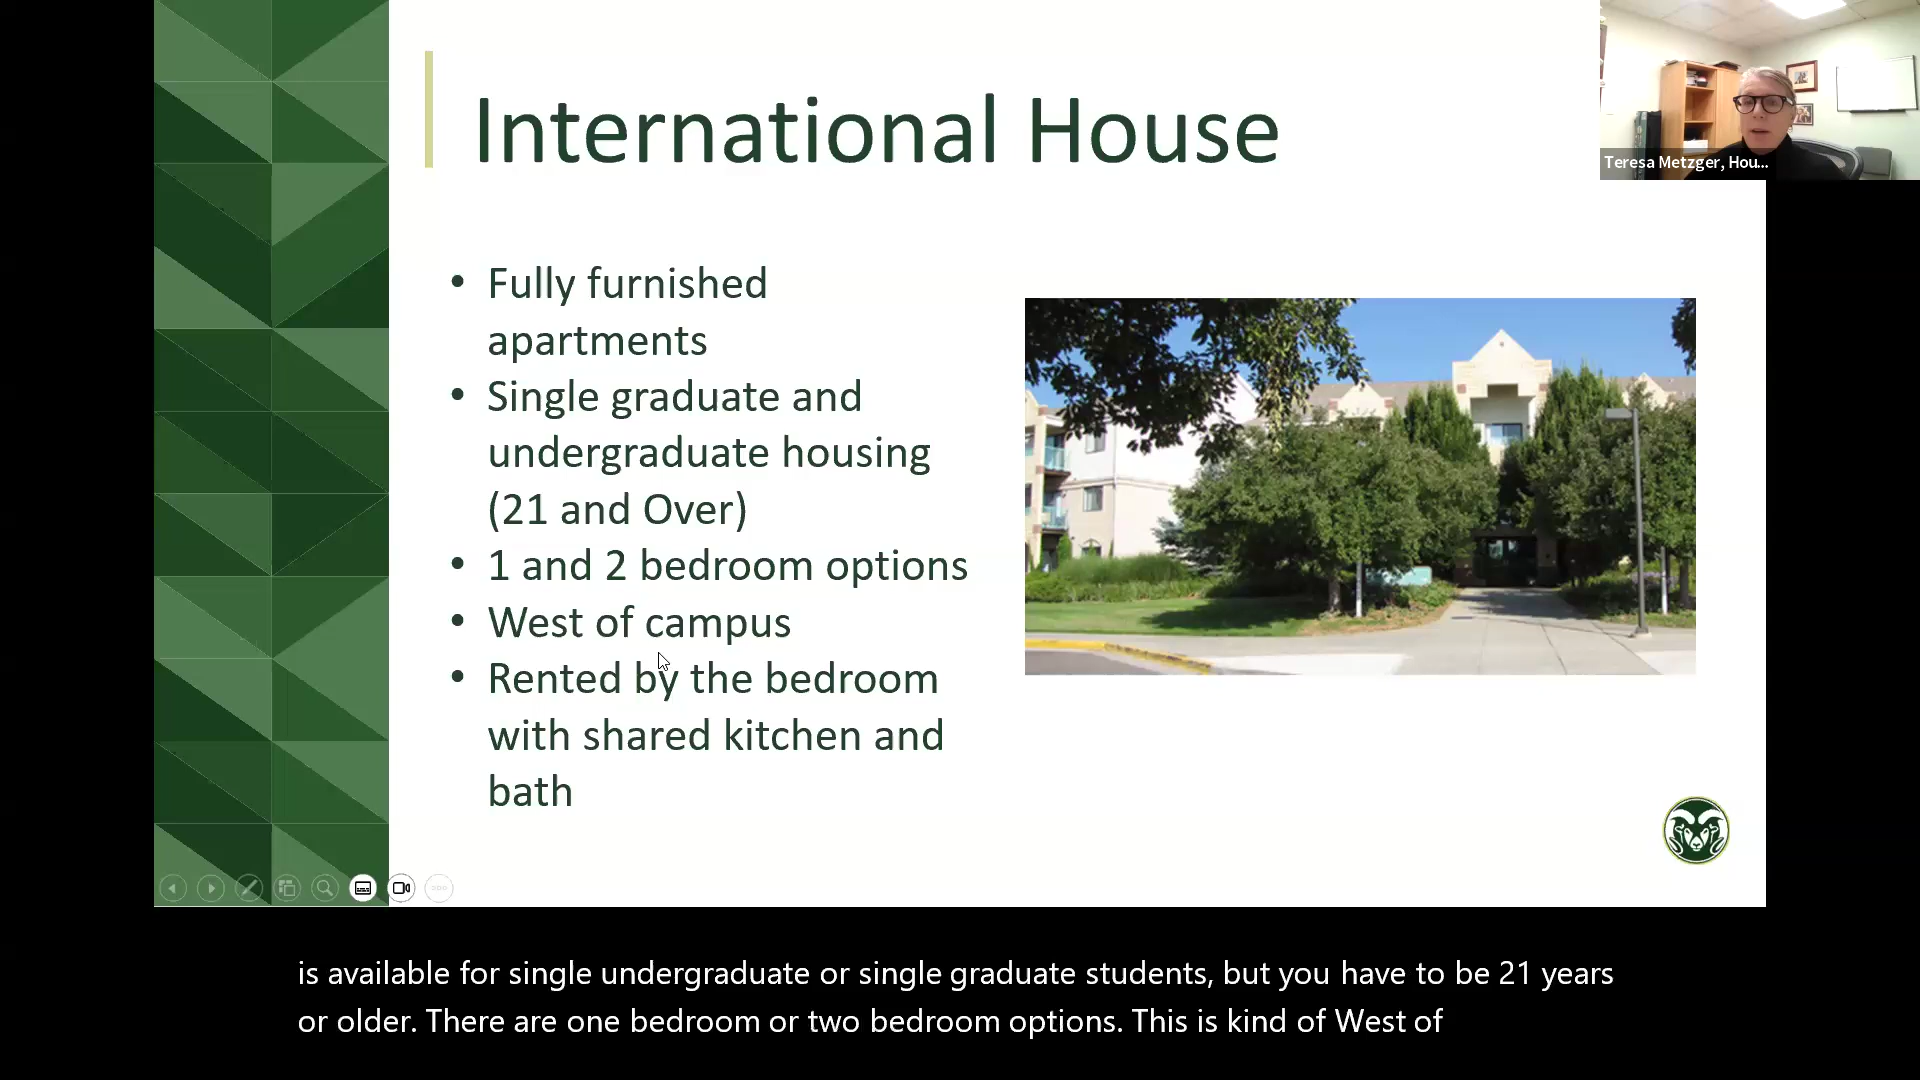 International House
Teresa Metzger, Hou...
• Fully furnished
apartments
• Single graduate and
undergraduate housing
(21 and Over)
• 1 and 2 bedroom options
• West of campus
• Rented by the bedroom
with shared kitchen and
bath
is available for single undergraduate or single graduate students, but you have to be 21 years
or older. There are one bedroom or two bedroom options. This is kind of West of